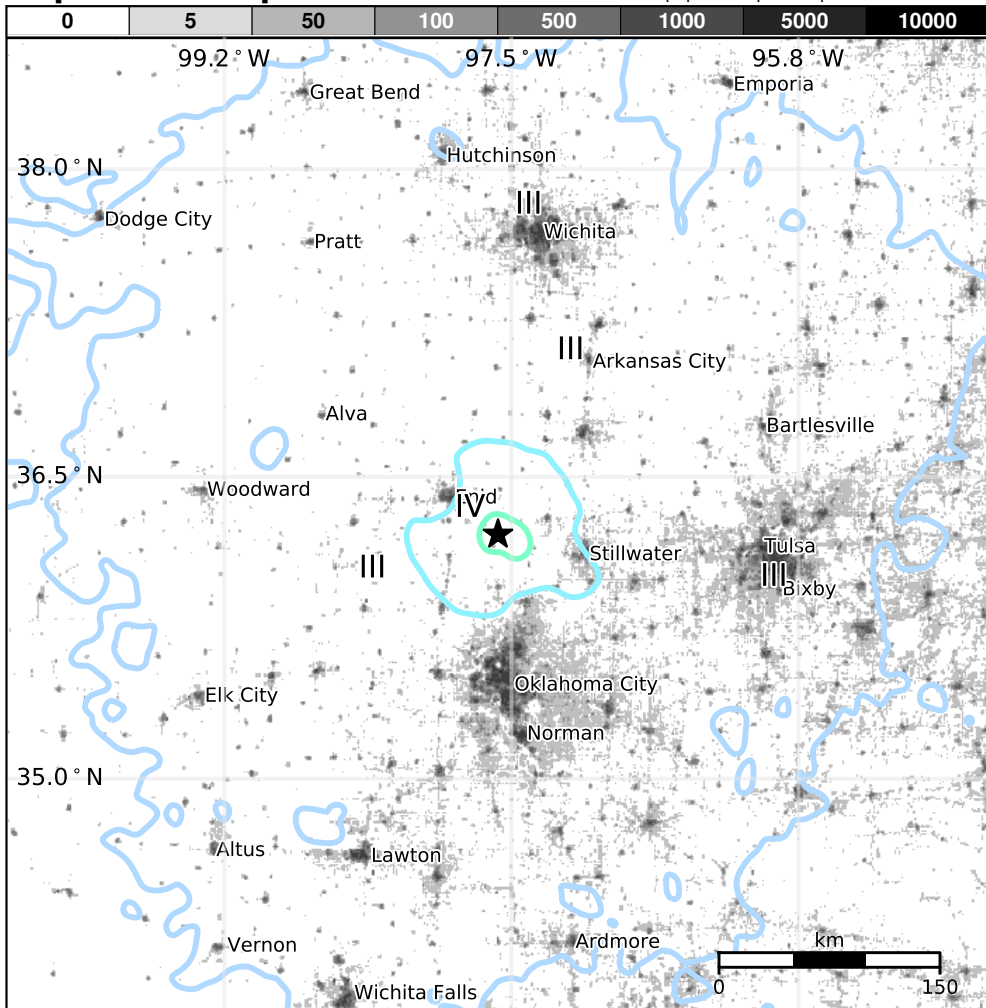 0 5 50 100 500 1000 5000 10000
99.2°W 97.5°W 95.8°W
Great Bend
Emporia
Hutchinson
38.0°N
III
Dodge City
Wichita
Pratt
III
Arkansas City
Alva
Bartlesville
36.5°N
Woodward
Enid
IV
Stillwater
Tulsa
III
III
Bixby
Oklahoma City
Elk City
Norman
35.0°N
Altus
Lawton
Vernon
Ardmore
km
0 150
Wichita Falls